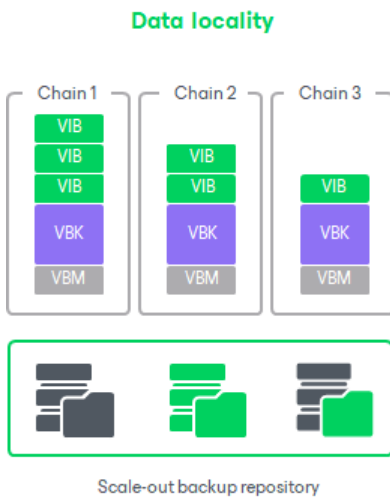 Data locality
Chain 1 Chain 2 Chain 3
VIB
VIB VIB
VIB VIB VIB
VBK VBK VBK
VBM VBM VBM
Scale-out backup repository